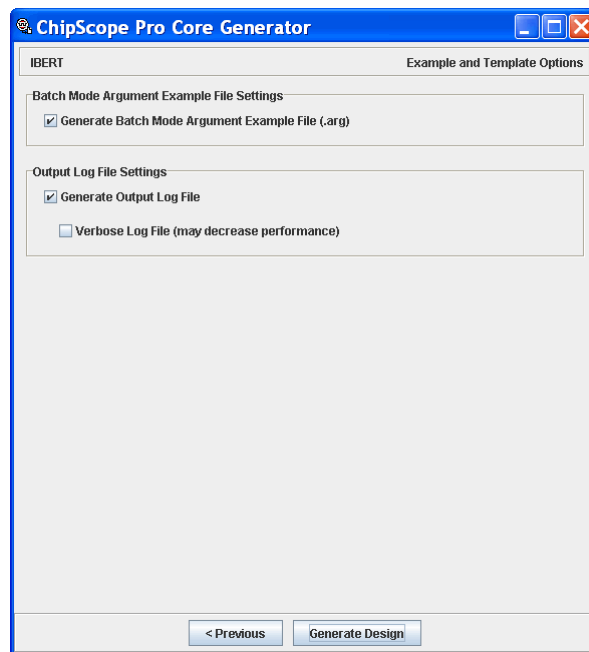 ChipScope Pro Core Generator
IBERT Example and Template Options
Batch Mode Argument Example File Settings
Generate Batch Mode Argument Example File (.arg)
Output Log File Settings
Generate Output Log File
Verbose Log File (may decrease performance)
< Previous Generate Design